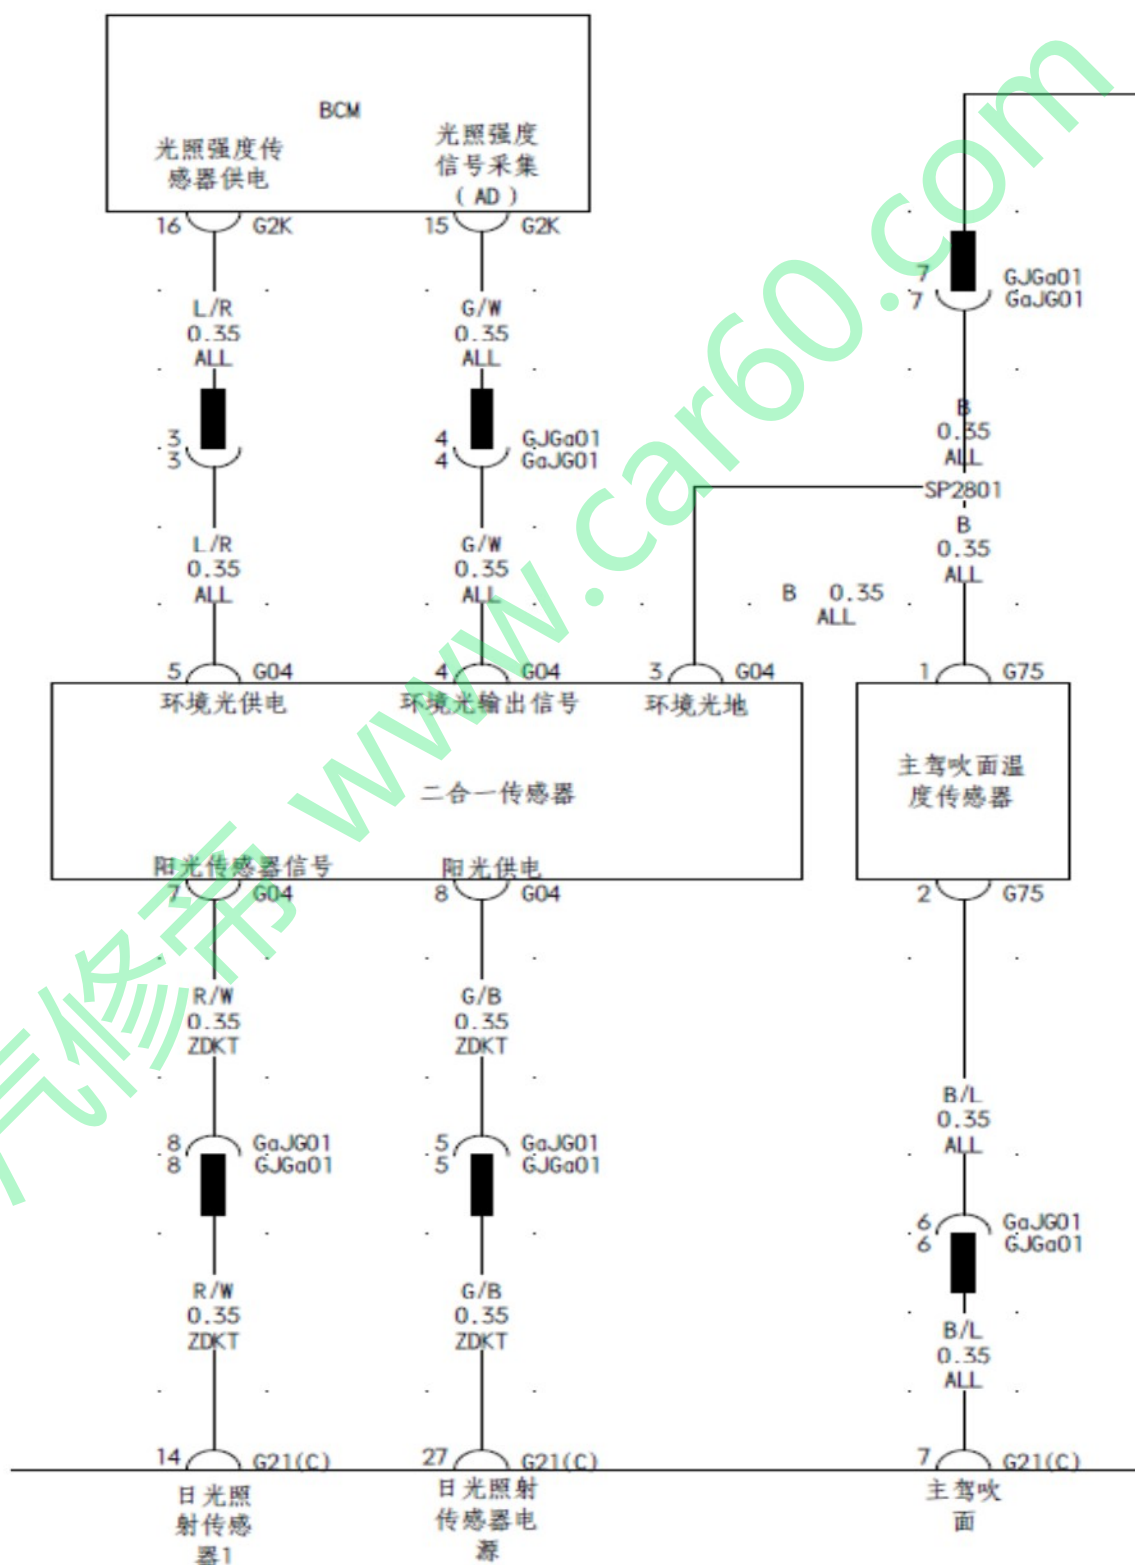 BCM
光照强度传
感器供电
光照强度
信号采集
(AD)
16 G2K
15 G2K
L/R
0.35
ALL
G/W
0.35
ALL
7 GJGa01
7 GaJG01
3
3
4 GJGa01
4 GaJG01
B
0.35
ALL
SP2801
L/R
0.35
ALL
G/W
0.35
ALL
B
0.35
ALL
B 0.35
ALL
5 G04
4 G04
3 G04
1 G75
环境光供电
环境光输出信号
环境光地
二合一传感器
主驾吹面温
度传感器
阳光传感器信号
阳光供电
7 G04
8 G04
2 G75
R/W
0.35
ZDKT
G/B
0.35
ZDKT
B/L
0.35
ALL
8 GaJG01
8 GJGa01
5 GaJG01
5 GJGa01
6 GaJG01
6 GJGa01
R/W
0.35
ZDKT
G/B
0.35
ZDKT
B/L
0.35
ALL
14 G21(C)
27 G21(C)
7 G21(C)
日光照
射传感
器1
日光照射
传感器电
源
主驾吹
面
汽修帮 www.car60.com